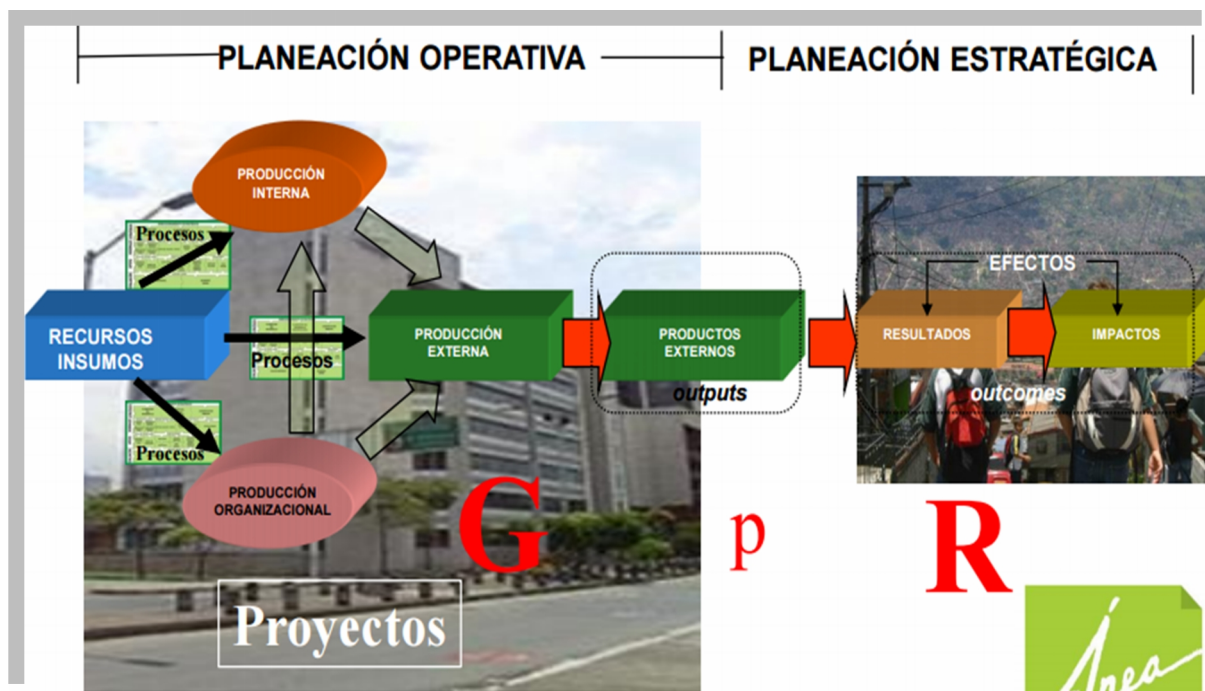 PLANEACIÓN OPERATIVA
PLANEACIÓN ESTRATÉGICA
PRODUCCIÓN
INTERNA
Procesos
RECURSOS
INSUMOS
Procesos
PRODUCCIÓN
EXTERNA
PRODUCTOS
EXTERNOS
outputs
EFECTOS
RESULTADOS
IMPACTOS
outcomes
Procesos
PRODUCCIÓN
ORGANIZACIONAL
G
p
R
Proyectos
Área